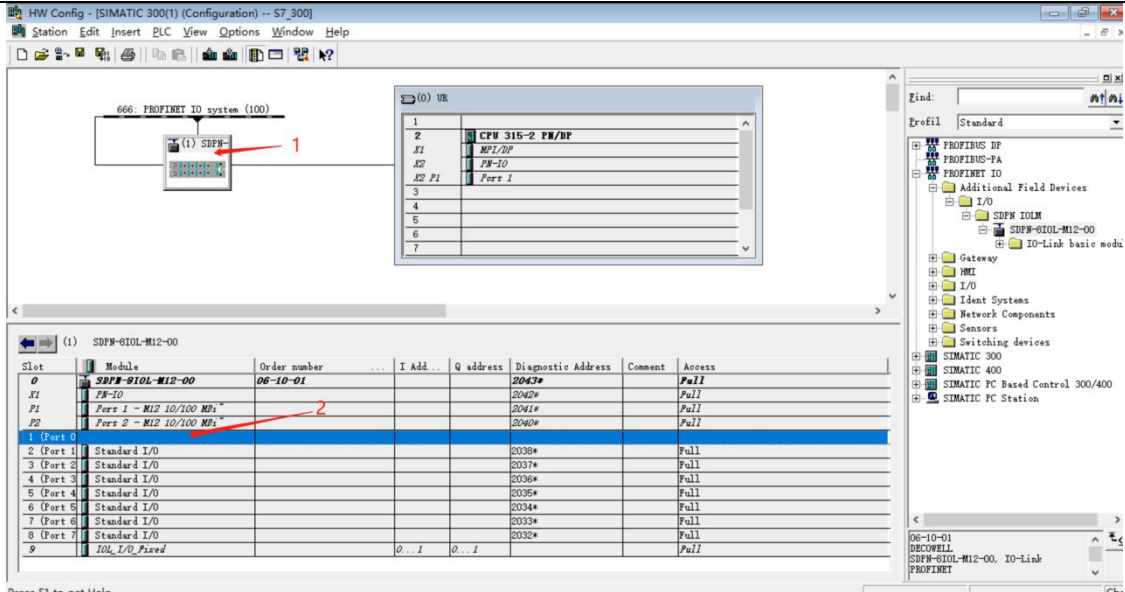 HW Config - [SIMATIC 300(1) (Configuration) -- S7_300]
Station Edit Insert PLC View Options Window Help
666: PROFINET IO system (100)
(1) SDPN-
1
(0) UR
1
2 CPU 315-2 PN/DP
X1 MPI/DP
X2 PN-IO
X2 P1 Port 1
3
4
5
6
7
Find:
Profil Standard
PROFIBUS DP
PROFIBUS-PA
PROFINET IO
Additional Field Devices
I/O
SDPN IOLM
SDPN-8IOL-M12-00
IO-Link basic modul
Gateway
HMI
I/O
Ident Systems
Network Components
Sensors
Switching devices
SIMATIC 300
SIMATIC 400
SIMATIC PC Based Control 300/400
SIMATIC PC Station
06-10-01
DECOWELL
SDPN-8IOL-M12-00, IO-Link
PROFINET
(1) SDPN-8IOL-M12-00
Slot Module Order number ... I Add... Q address Diagnostic Address Comment Access
0 SDPN-8IOL-M12-00 06-10-01 2043* Full
X1 PN-IO 2042* Full
P1 Port 1 - M12 10/100 MBi~ 2041* Full
P2 Port 2 - M12 10/100 MBi~ 2040* Full
2
1 (Port 0
2 (Port 1 Standard I/O 2038* Full
3 (Port 2 Standard I/O 2037* Full
4 (Port 3 Standard I/O 2036* Full
5 (Port 4 Standard I/O 2035* Full
6 (Port 5 Standard I/O 2034* Full
7 (Port 6 Standard I/O 2033* Full
8 (Port 7 Standard I/O 2032* Full
9 IOL_I/O_Fixed 0...1 0...1 Full
Press F1 to get Help.